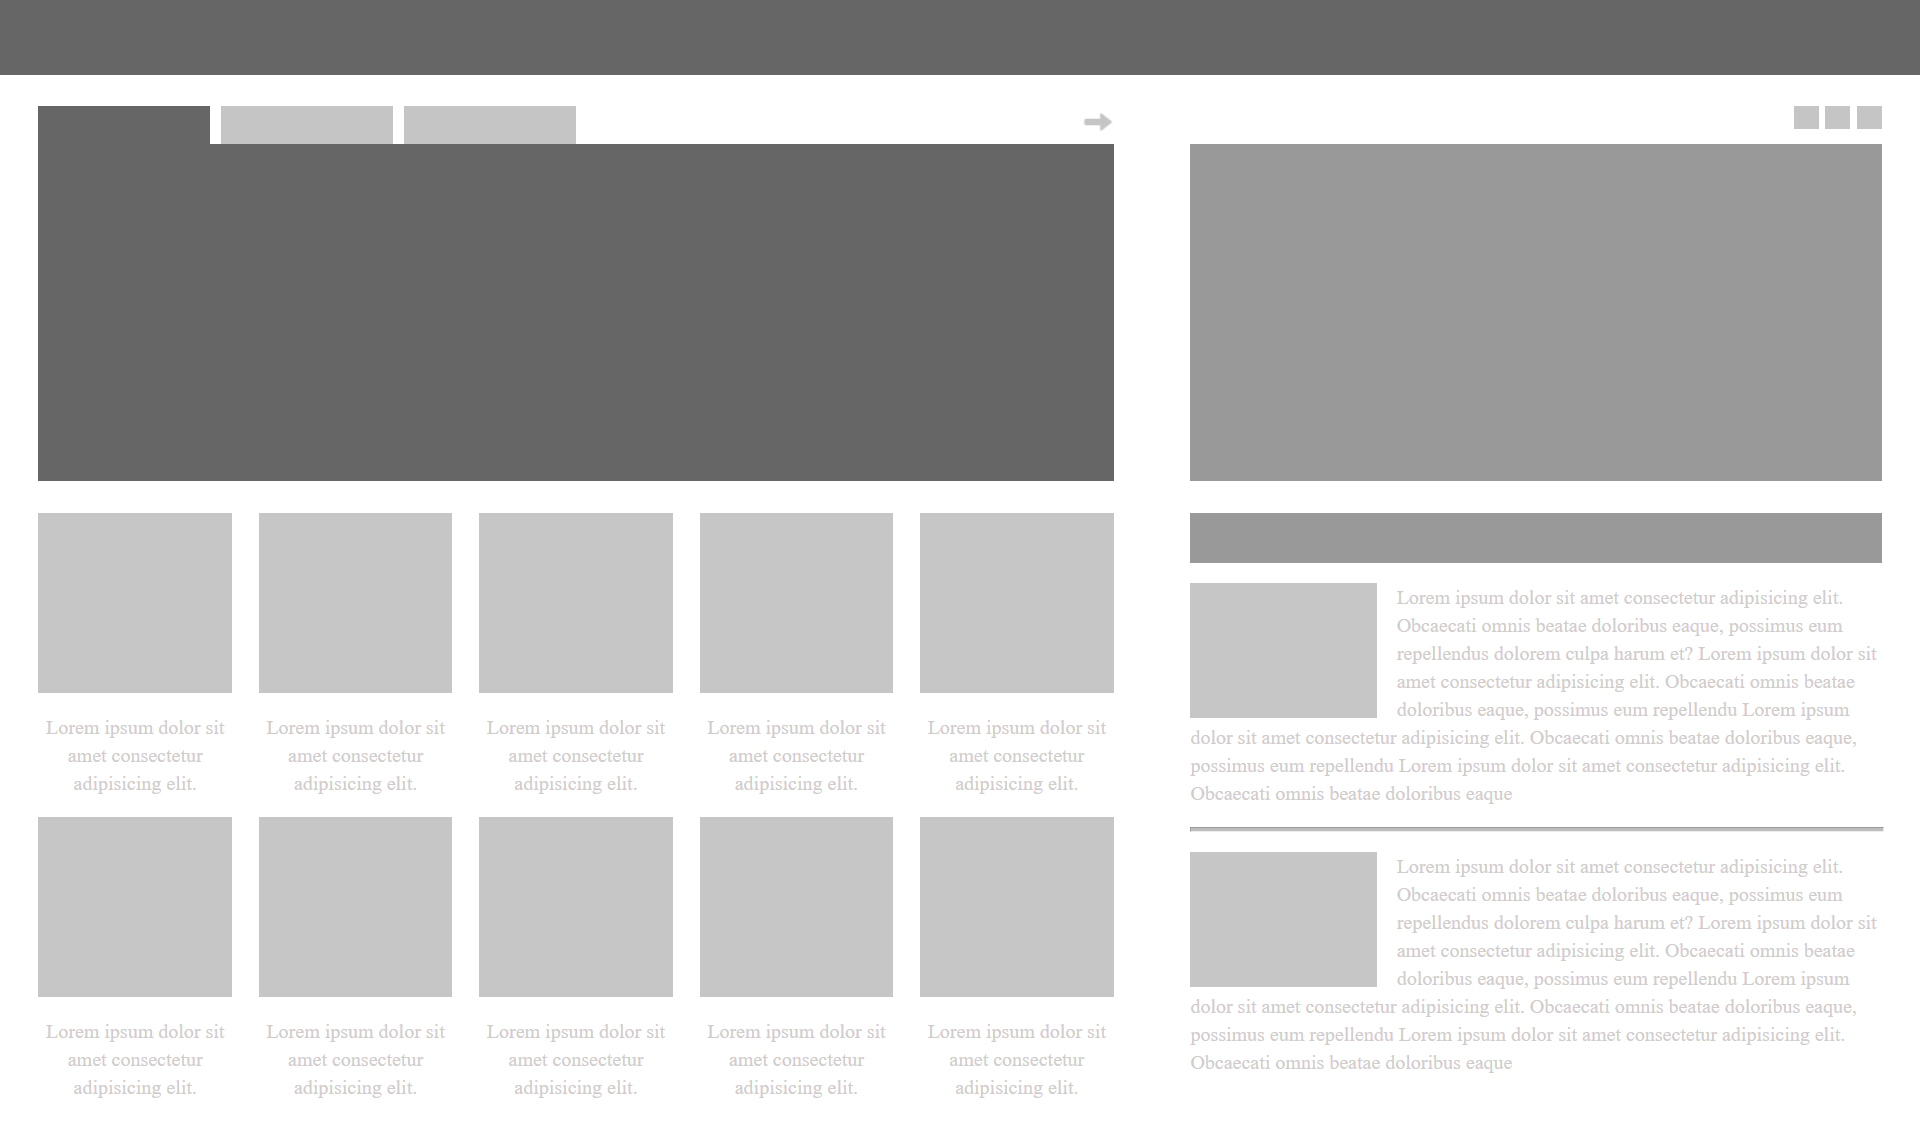 Lorem ipsum dolor sit
amet consectetur
adipisicing elit.
Lorem ipsum dolor sit
amet consectetur
adipisicing elit.
Lorem ipsum dolor sit
amet consectetur
adipisicing elit.
Lorem ipsum dolor sit
amet consectetur
adipisicing elit.
Lorem ipsum dolor sit
amet consectetur
adipisicing elit.
Lorem ipsum dolor sit
amet consectetur
adipisicing elit.
Lorem ipsum dolor sit
amet consectetur
adipisicing elit.
Lorem ipsum dolor sit
amet consectetur
adipisicing elit.
Lorem ipsum dolor sit
amet consectetur
adipisicing elit.
Lorem ipsum dolor sit
amet consectetur
adipisicing elit.
Lorem ipsum dolor sit amet consectetur adipisicing elit.
Obcaecati omnis beatae doloribus eaque, possimus eum
repellendus dolorem culpa harum et? Lorem ipsum dolor sit
amet consectetur adipisicing elit. Obcaecati omnis beatae
doloribus eaque, possimus eum repellendu Lorem ipsum
dolor sit amet consectetur adipisicing elit. Obcaecati omnis beatae doloribus eaque,
possimus eum repellendu Lorem ipsum dolor sit amet consectetur adipisicing elit.
Obcaecati omnis beatae doloribus eaque
Lorem ipsum dolor sit amet consectetur adipisicing elit.
Obcaecati omnis beatae doloribus eaque, possimus eum
repellendus dolorem culpa harum et? Lorem ipsum dolor sit
amet consectetur adipisicing elit. Obcaecati omnis beatae
doloribus eaque, possimus eum repellendu Lorem ipsum
dolor sit amet consectetur adipisicing elit. Obcaecati omnis beatae doloribus eaque,
possimus eum repellendu Lorem ipsum dolor sit amet consectetur adipisicing elit.
Obcaecati omnis beatae doloribus eaque